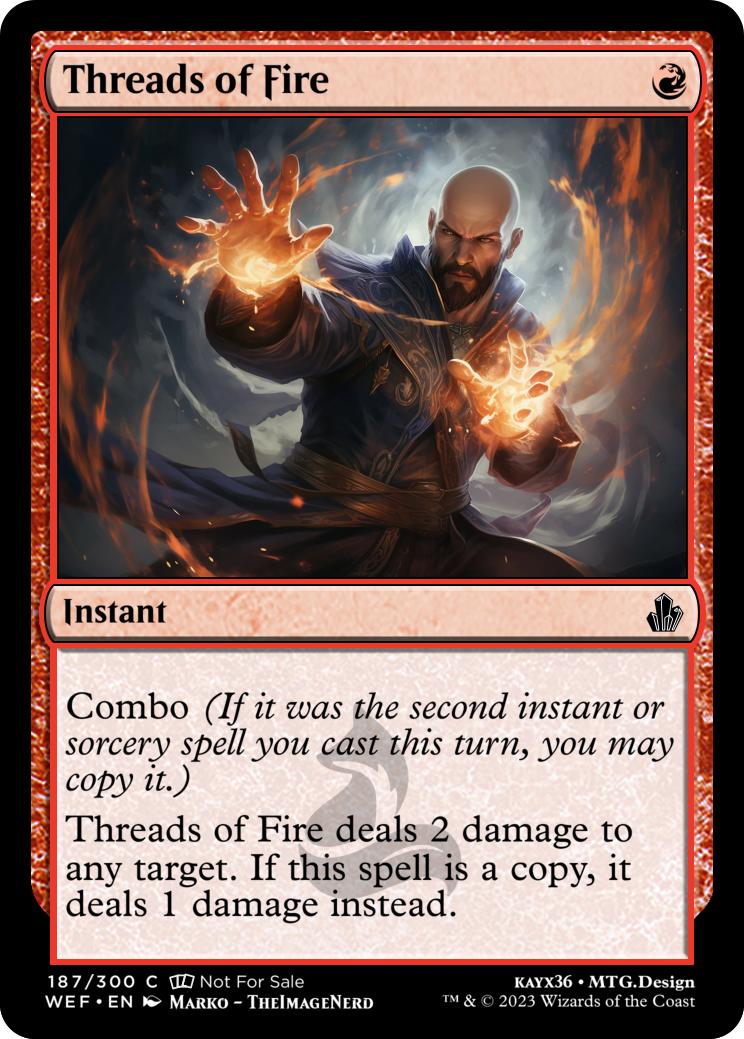 Threads of Fire
Instant
Combo (If it was the second instant or
sorcery spell you cast this turn, you may
copy it.)
Threads of Fire deals 2 damage to
any target. If this spell is a copy, it
deals 1 damage instead.
187/300 C Not For Sale
KAYX36 • MTG.Design
WEF • EN Marko – TheImageNerd
™ & © 2023 Wizards of the Coast